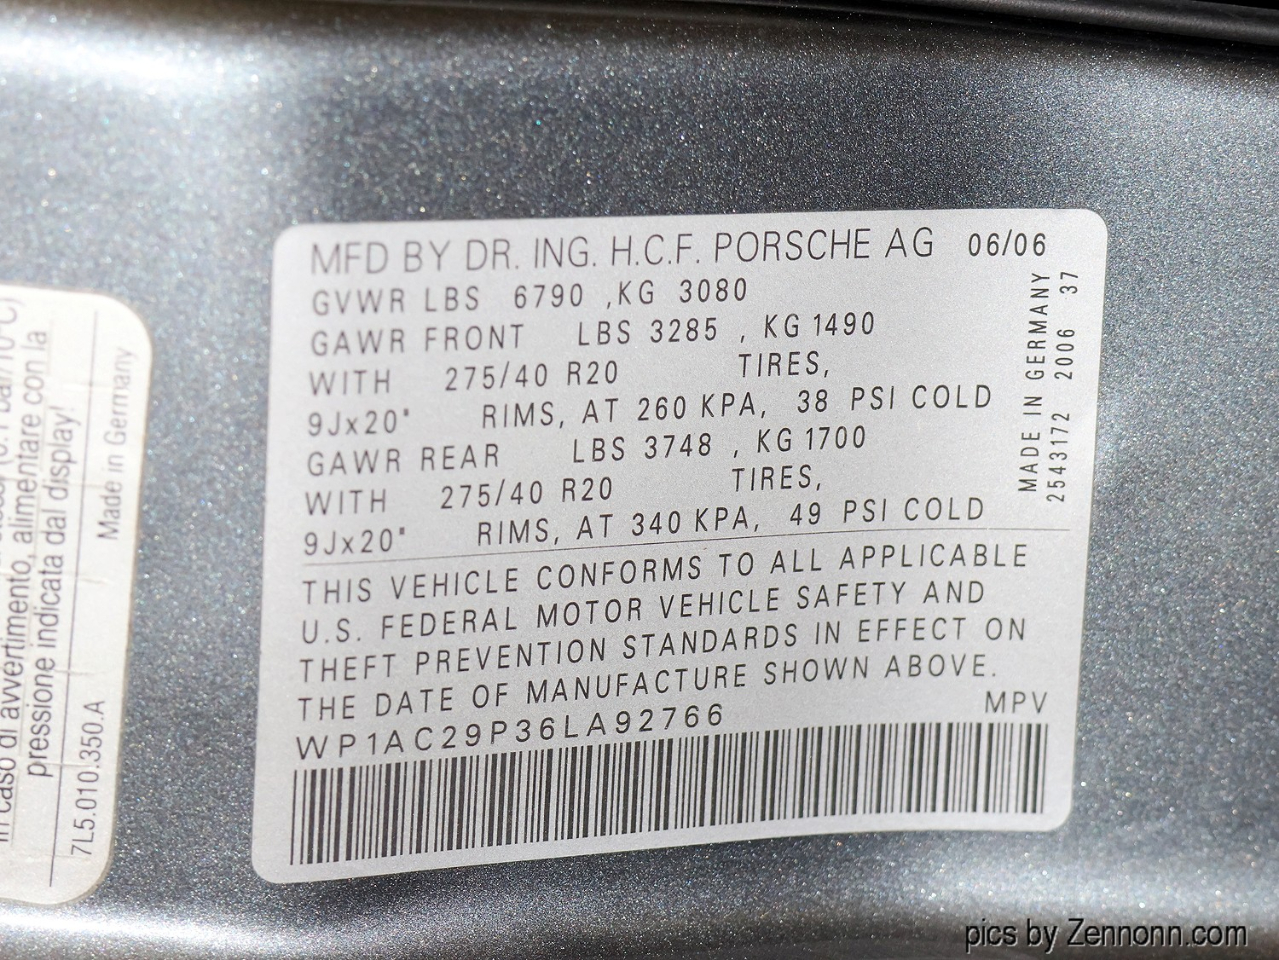 MFD BY DR. ING. H.C.F. PORSCHE AG 06/06
GVWR LBS 6790 ,KG 3080
GAWR FRONT LBS 3285 , KG 1490
WITH 275/40 R20 TIRES,
9Jx20" RIMS, AT 260 KPA, 38 PSI COLD
GAWR REAR LBS 3748 , KG 1700
WITH 275/40 R20 TIRES,
9Jx20" RIMS, AT 340 KPA, 49 PSI COLD
MADE IN GERMANY
2543172 2006 37
THIS VEHICLE CONFORMS TO ALL APPLICABLE
U.S. FEDERAL MOTOR VEHICLE SAFETY AND
THEFT PREVENTION STANDARDS IN EFFECT ON
THE DATE OF MANUFACTURE SHOWN ABOVE.
WP1AC29P36LA92766 MPV
in caso di avvertimento, alimentare con la
pressione indicata dal display!
7L5.010.350.A Made in Germany
pics by Zennonn.com